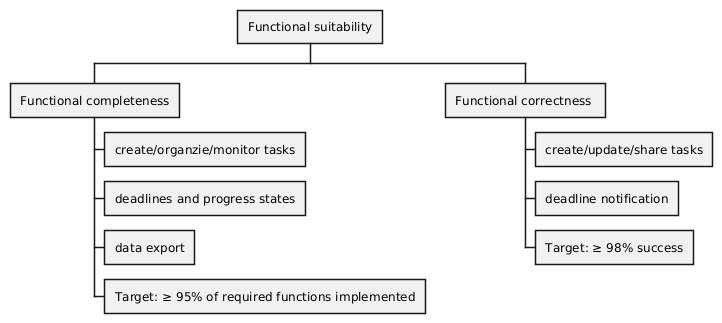 Functional suitability
Functional completeness
Functional correctness
create/organzie/monitor tasks
create/update/share tasks
deadlines and progress states
deadline notification
data export
Target: ≥ 98% success
Target: ≥ 95% of required functions implemented